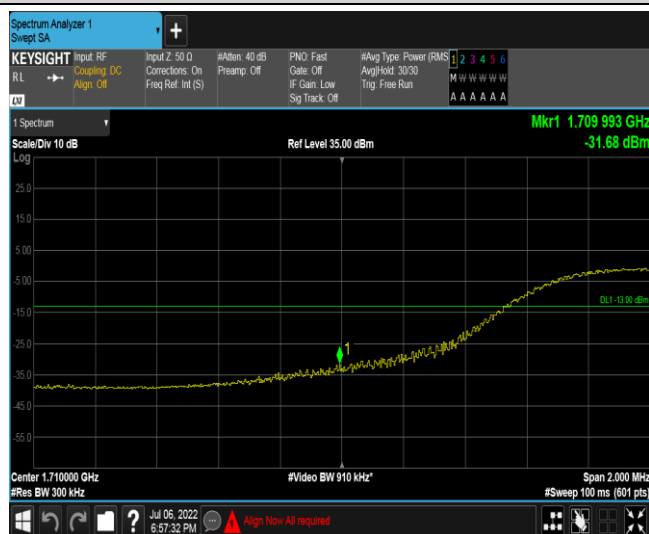 Spectrum Analyzer 1
Swept SA
+
KEYSIGHT
RL
LXI
Input: RF
Coupling: DC
Align: Off
Input Z: 50 Ω
Corrections: On
Freq Ref: Int (S)
#Atten: 40 dB
Preamp: Off
PNO: Fast
Gate: Off
IF Gain: Low
Sig Track: Off
#Avg Type: Power (RMS
Avg|Hold: 30/30
Trig: Free Run
1 2 3 4 5 6
M W W W W W
A A A A A A
1 Spectrum
Mkr1 1.709 993 GHz
-31.68 dBm
Scale/Div 10 dB
Ref Level 35.00 dBm
Log
25.0
15.0
5.00
-5.00
DL1 -13.00 dBm
-15.0
-25.0
1
-35.0
-45.0
-55.0
Center 1.710000 GHz
#Video BW 910 kHz*
Span 2.000 MHz
#Res BW 300 kHz
#Sweep 100 ms (601 pts)
?
Jul 06, 2022
6:57:32 PM
Align Now All required